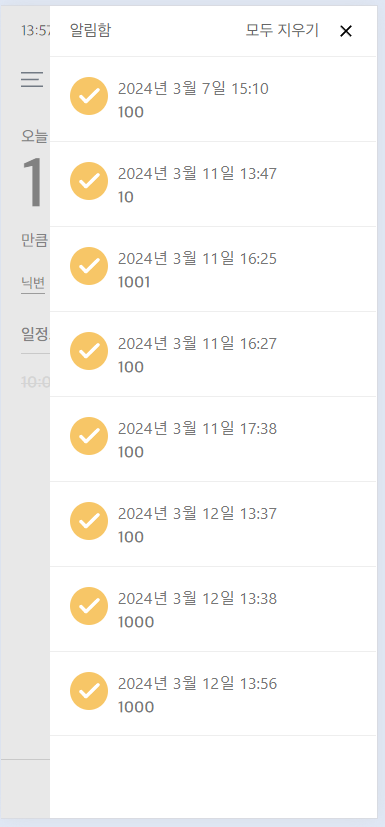 13:57
알림함
모두 지우기
오늘
1
만큼
닉변
일정
10:0
2024년 3월 7일 15:10
100
2024년 3월 11일 13:47
10
2024년 3월 11일 16:25
1001
2024년 3월 11일 16:27
100
2024년 3월 11일 17:38
100
2024년 3월 12일 13:37
100
2024년 3월 12일 13:38
1000
2024년 3월 12일 13:56
1000